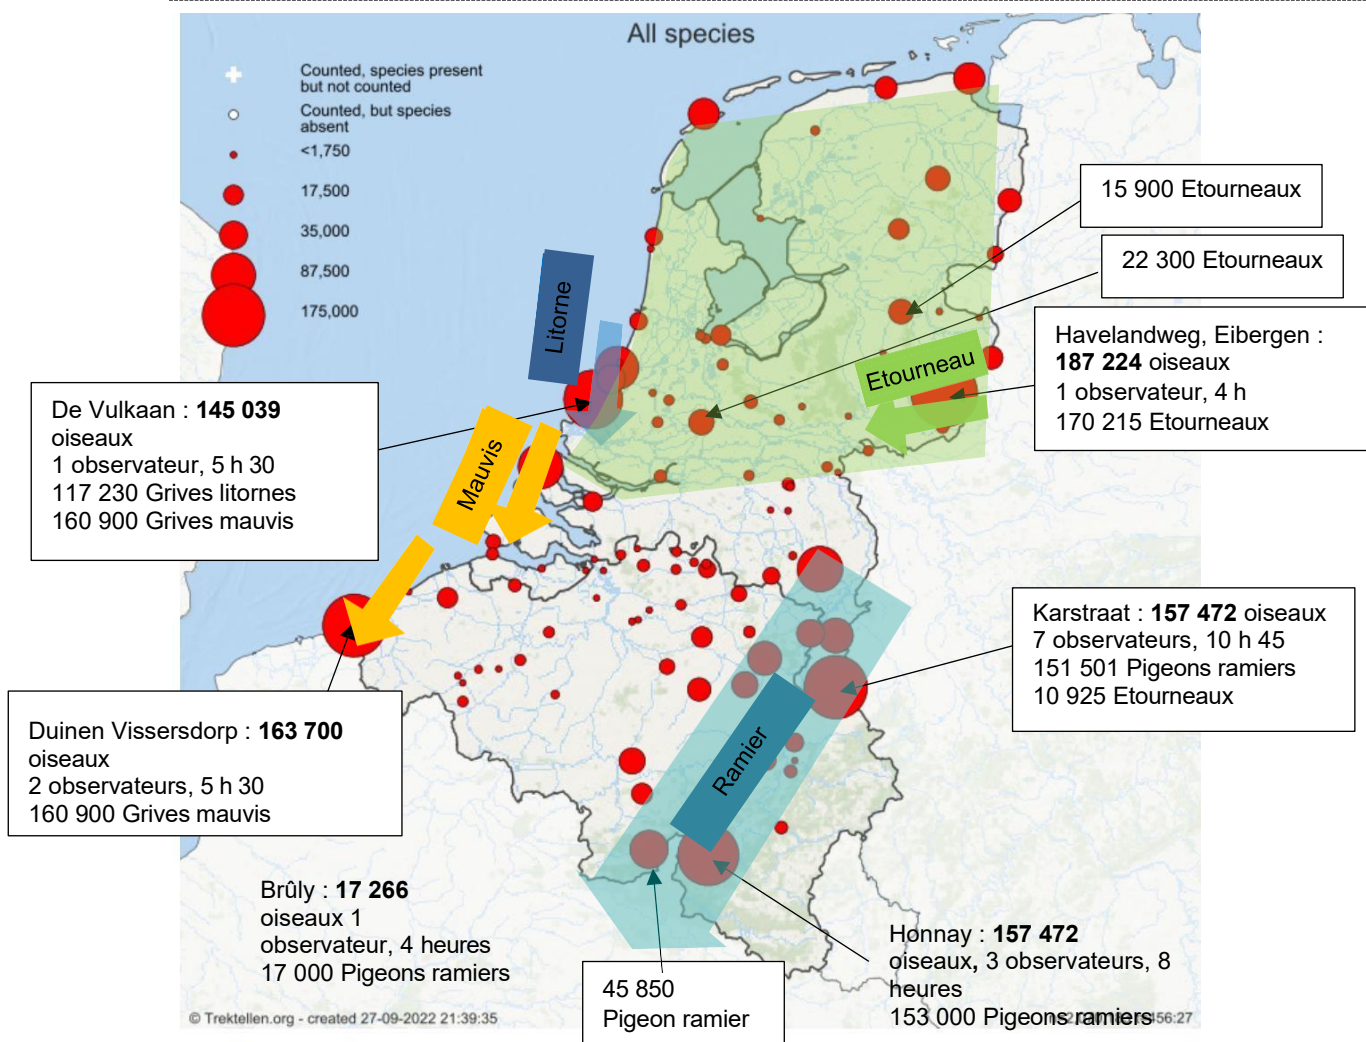 All species
Counted, species present
but not counted
Counted, but species
absent
<1,750
17,500
35,000
87,500
175,000
15 900 Etourneaux
22 300 Etourneaux
Havelandweg, Eibergen :
187 224 oiseaux
1 observateur, 4 h
170 215 Etourneaux
Litorne
Etourneau
De Vulkaan : 145 039
oiseaux
1 observateur, 5 h 30
117 230 Grives litornes
160 900 Grives mauvis
Mauvis
Karstraat : 157 472 oiseaux
7 observateurs, 10 h 45
151 501 Pigeons ramiers
10 925 Etourneaux
Duinen Vissersdorp : 163 700
oiseaux
2 observateurs, 5 h 30
160 900 Grives mauvis
Ramier
Brûly : 17 266
oiseaux 1
observateur, 4 heures
17 000 Pigeons ramiers
45 850
Pigeon ramier
Honnay : 157 472
oiseaux, 3 observateurs, 8
heures
153 000 Pigeons ramiers
© Trektellen.org - created 27-09-2022 21:39:35